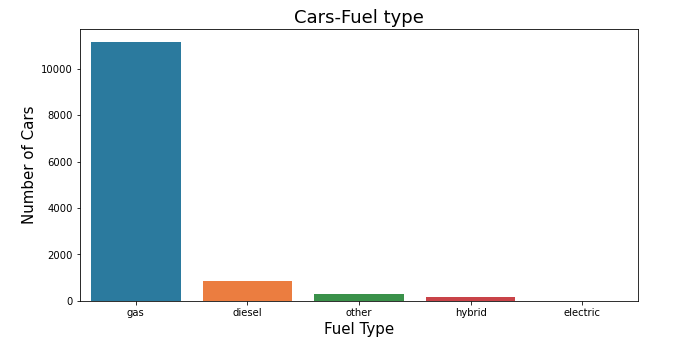 Cars-Fuel type
Number of Cars
10000
8000
6000
4000
2000
0
gas diesel other hybrid electric
Fuel Type